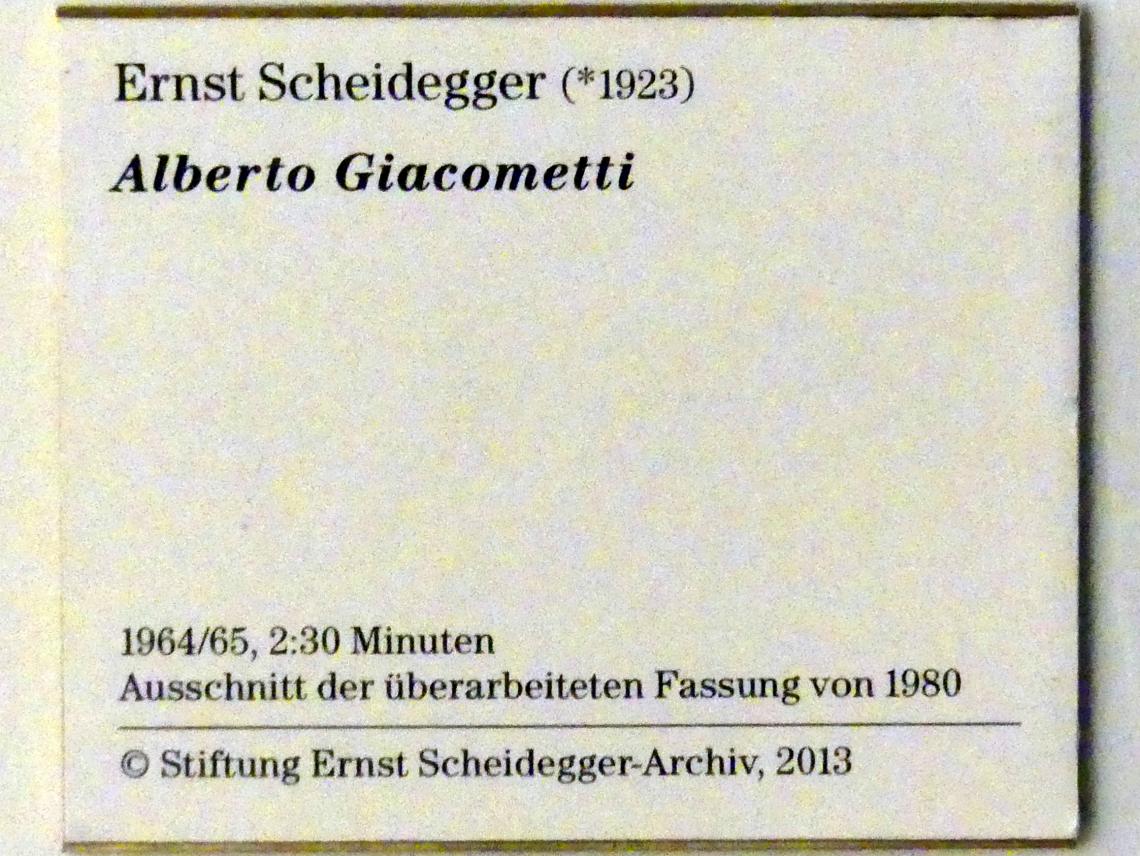 Ernst Scheidegger (*1923)
Alberto Giacometti
1964/65, 2:30 Minuten
Ausschnitt der überarbeiteten Fassung von 1980
© Stiftung Ernst Scheidegger-Archiv, 2013